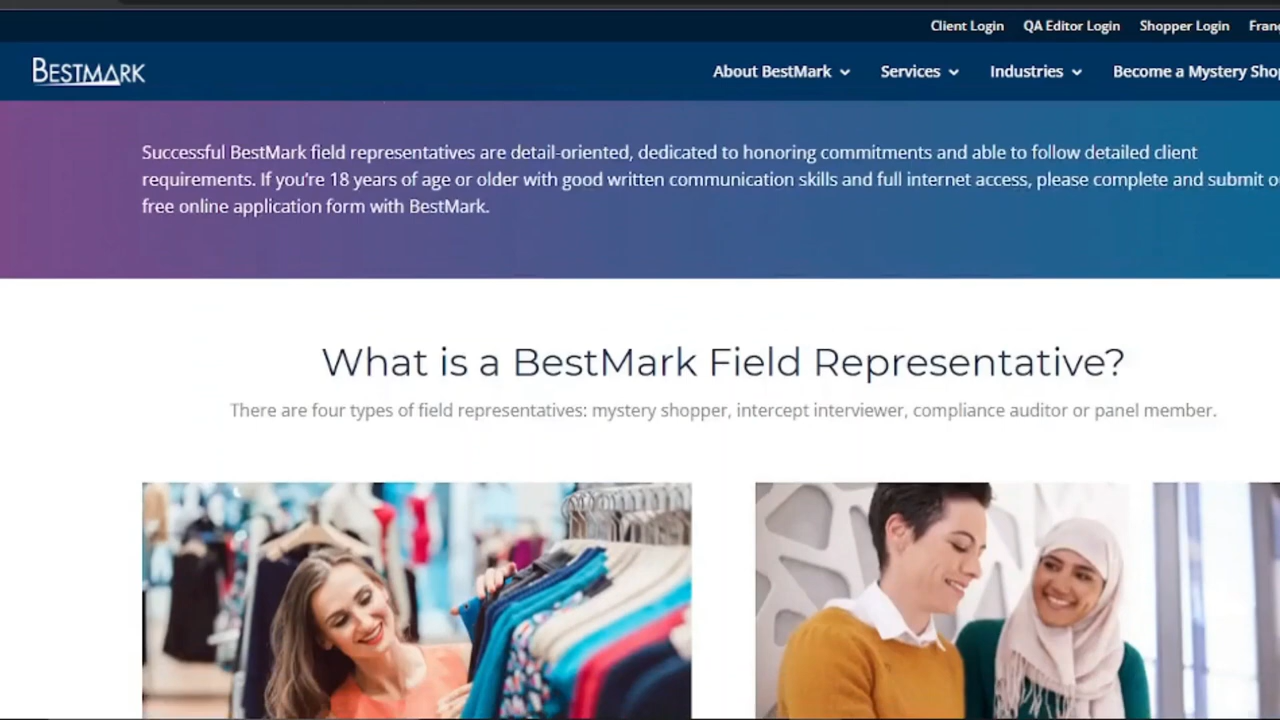 Client Login QA Editor Login Shopper Login Fran
BESTMARK About BestMark Services Industries Become a Mystery Shop
Successful BestMark field representatives are detail-oriented, dedicated to honoring commitments and able to follow detailed client
requirements. If you're 18 years of age or older with good written communication skills and full internet access, please complete and submit
free online application form with BestMark.
What is a BestMark Field Representative?
There are four types of field representatives: mystery shopper, intercept interviewer, compliance auditor or panel member.